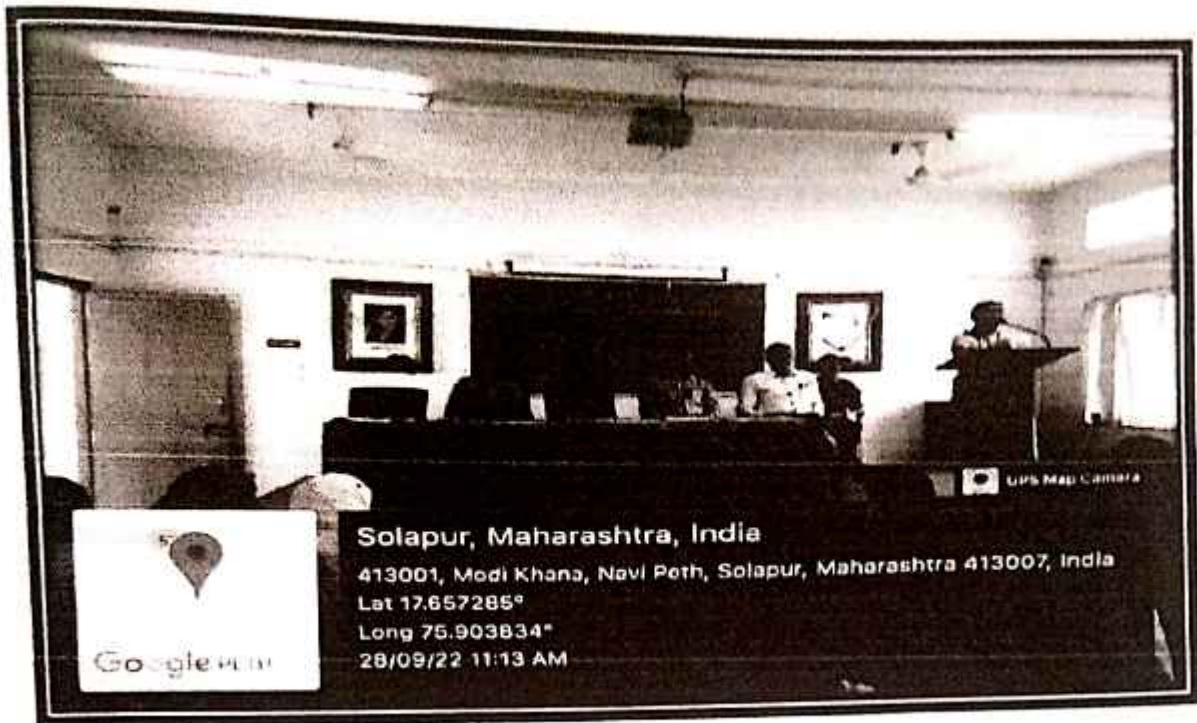 GPS Map Camera
Solapur, Maharashtra, India
413001, Modi Khana, Navi Peth, Solapur, Maharashtra 413007, India
Lat 17.657285°
Long 75.903834°
28/09/22 11:13 AM
Google